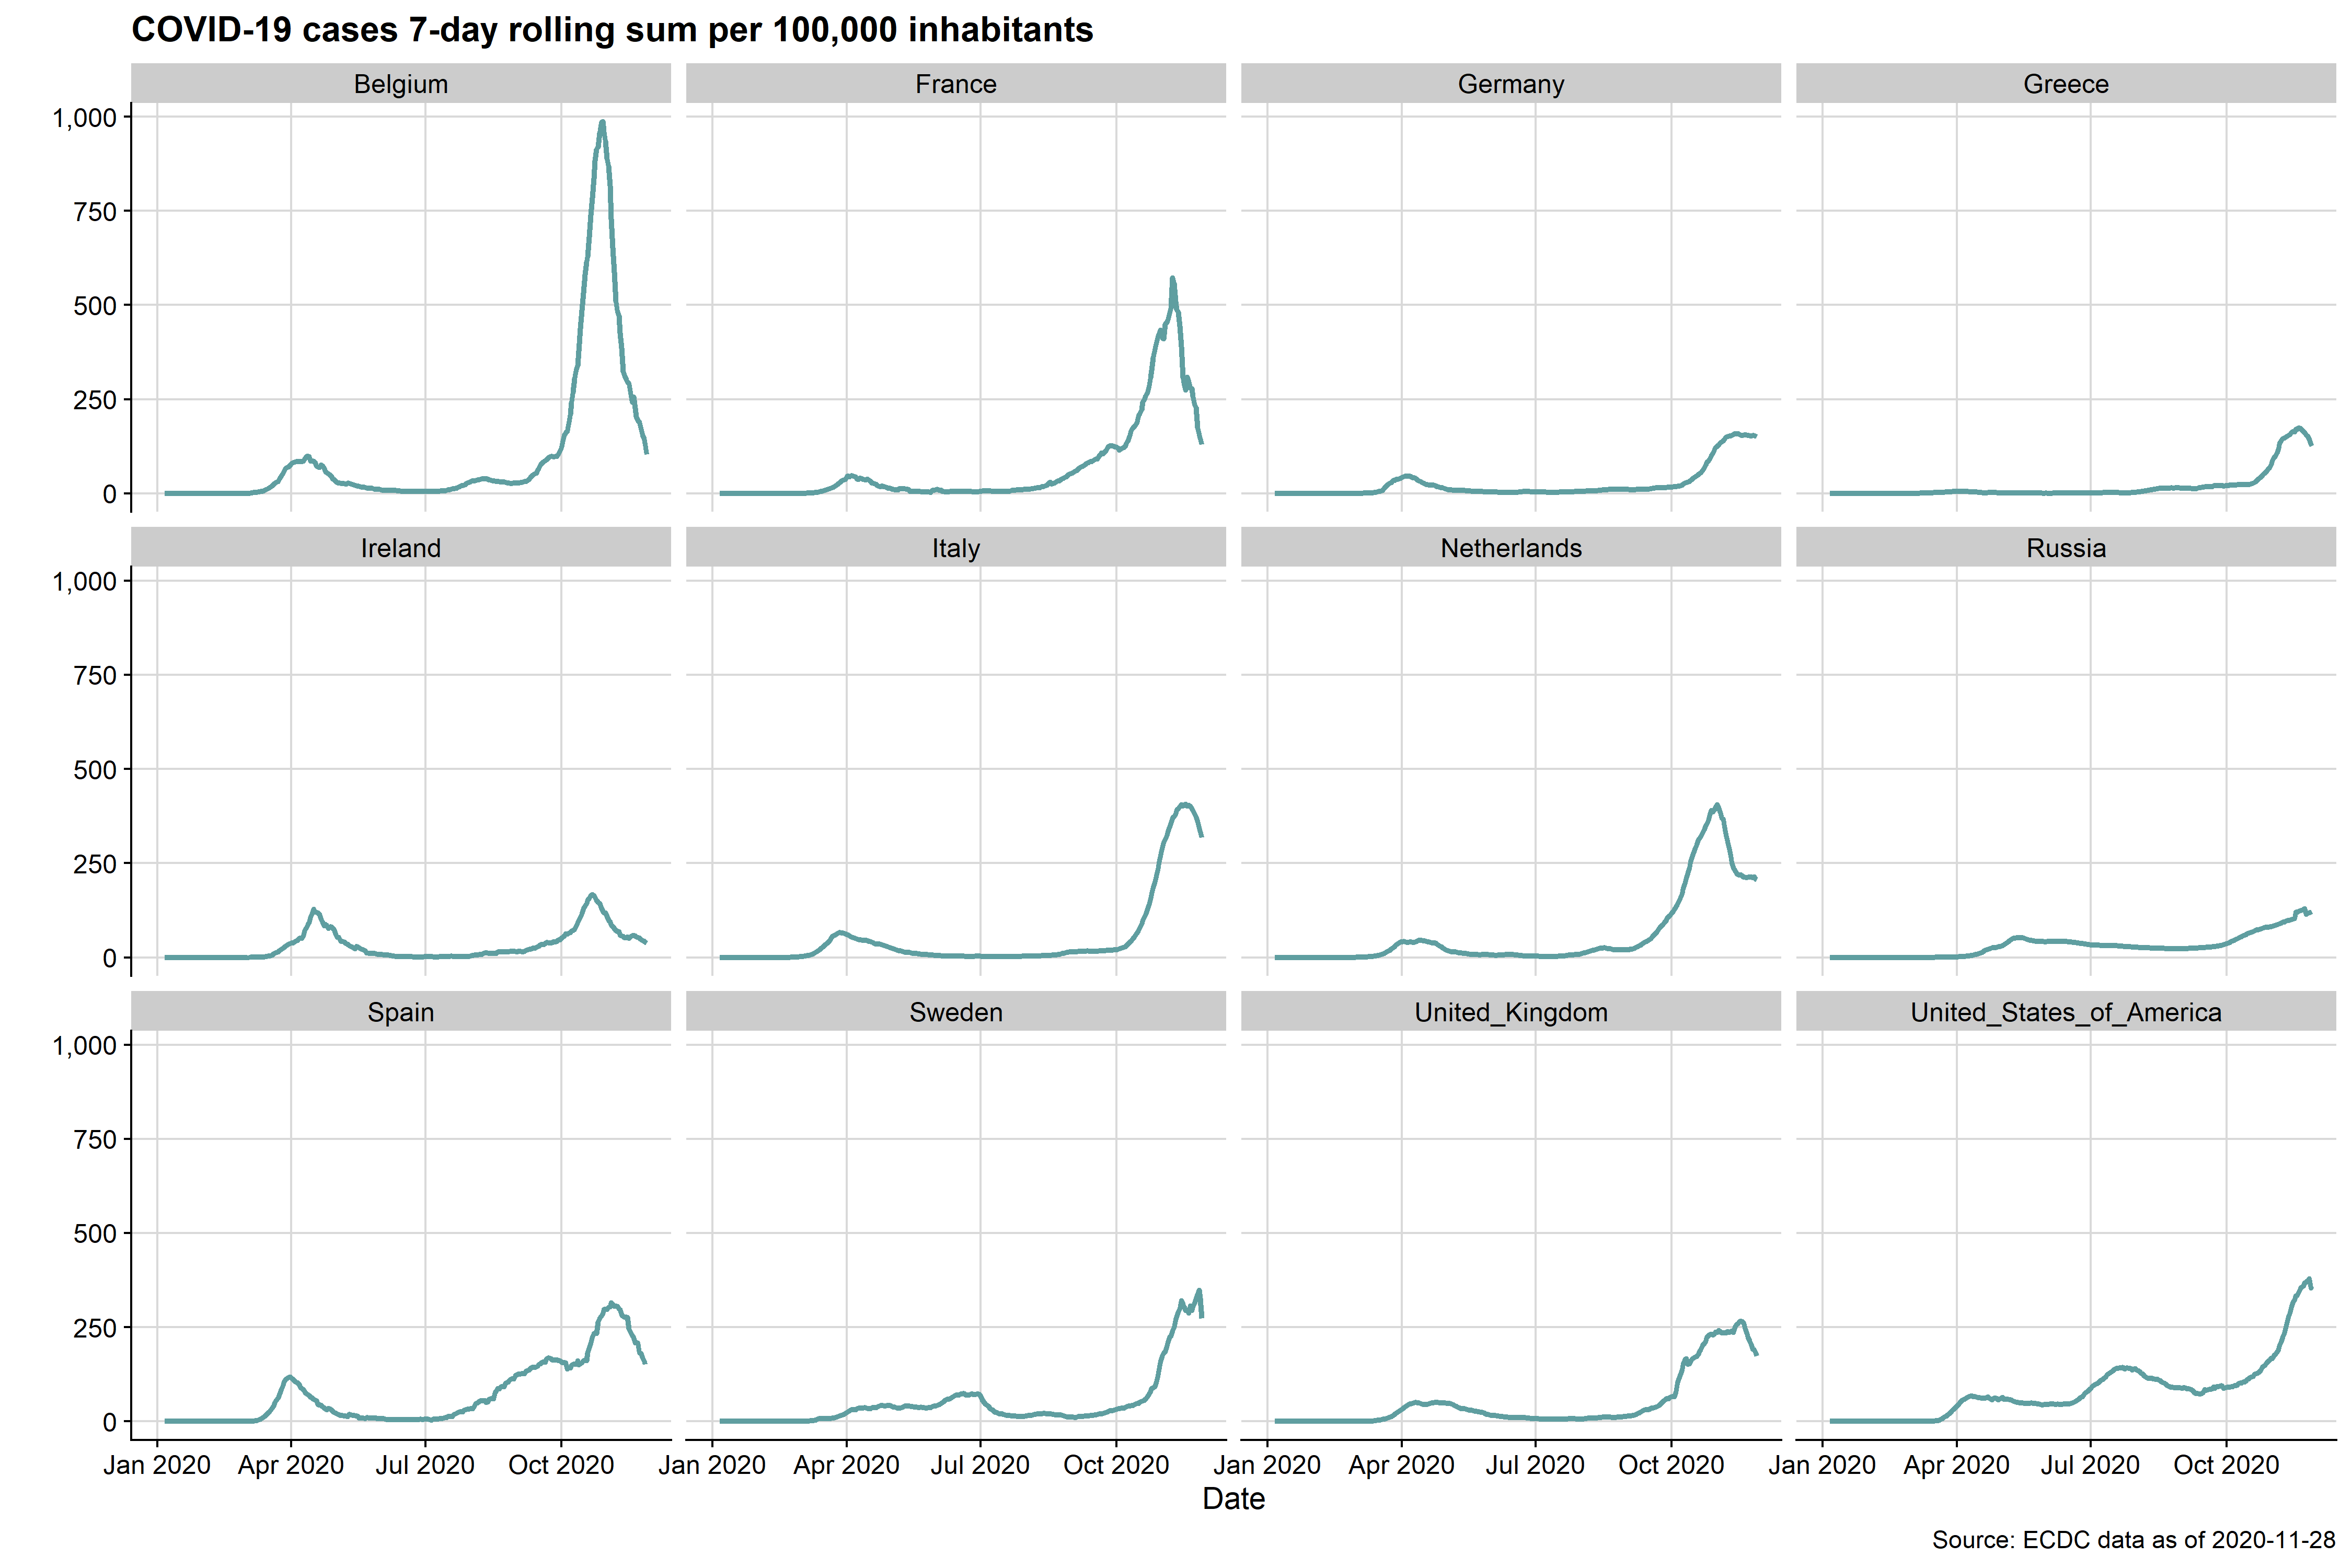 COVID-19 cases 7-day rolling sum per 100,000 inhabitants
Belgium France Germany Greece
1,000
750
500
250
0
Ireland Italy Netherlands Russia
1,000
750
500
250
0
Spain Sweden United_Kingdom United_States_of_America
1,000
750
500
250
0
Jan 2020 Apr 2020 Jul 2020 Oct 2020 Jan 2020 Apr 2020 Jul 2020 Oct 2020 Jan 2020 Apr 2020 Jul 2020 Oct 2020 Jan 2020 Apr 2020 Jul 2020 Oct 2020
Date
Source: ECDC data as of 2020-11-28